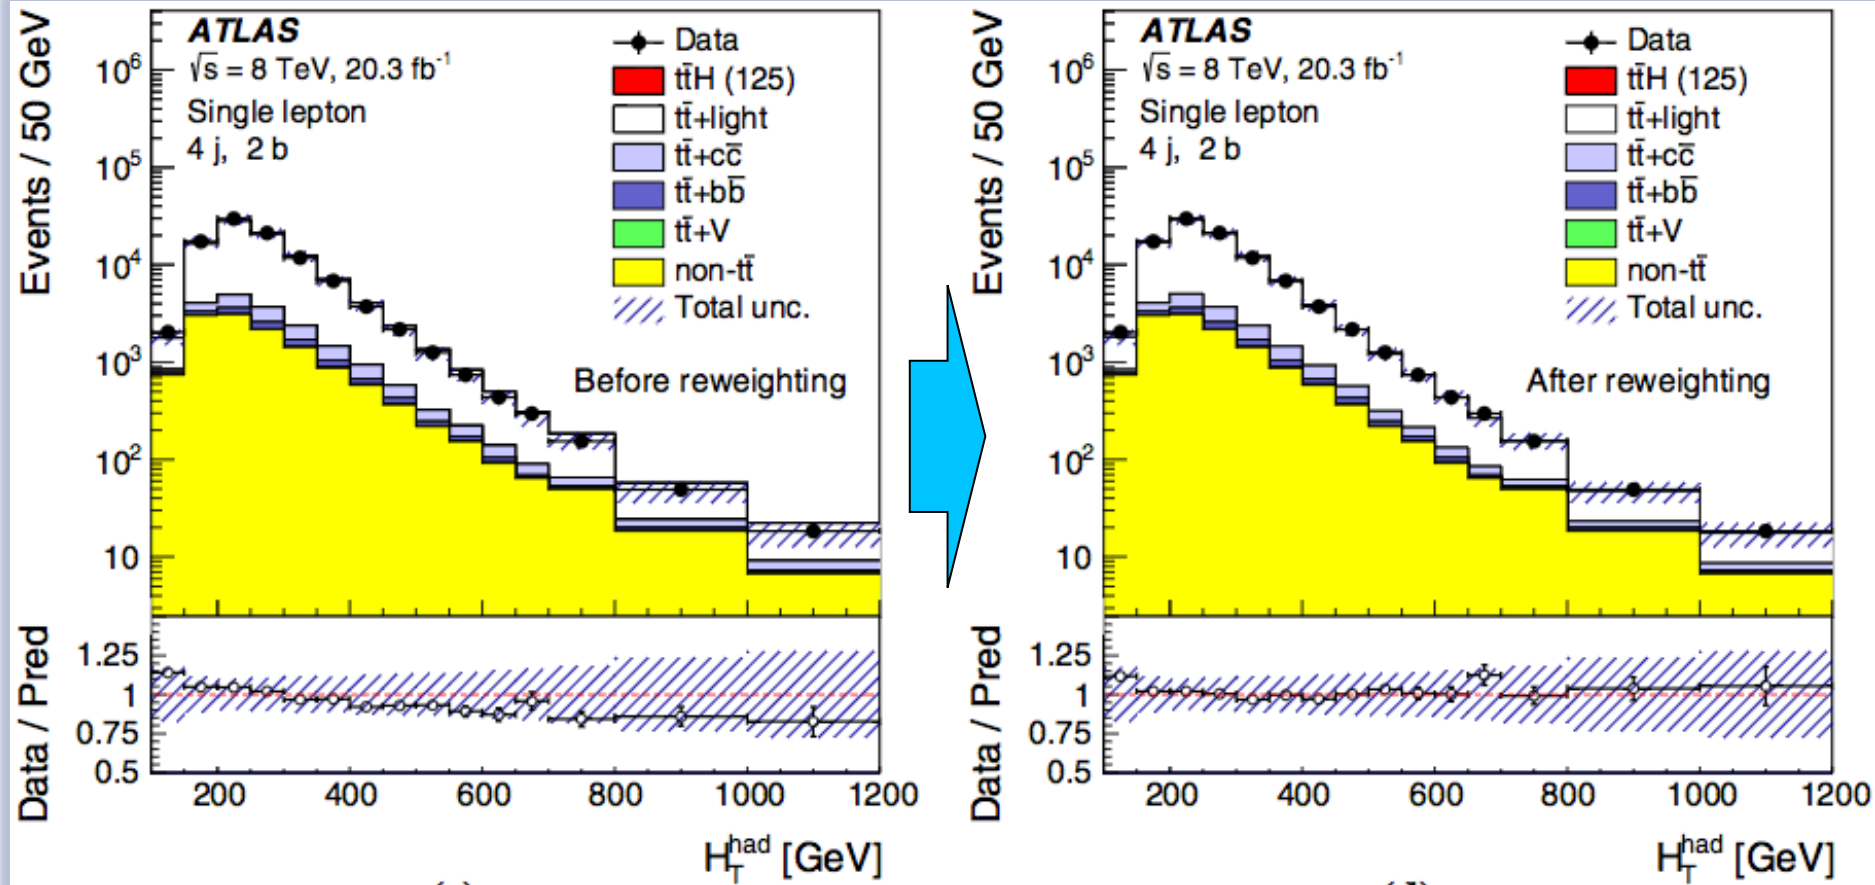 ATLAS
√s = 8 TeV, 20.3 fb⁻¹
Single lepton
4 j, 2 b
Data
tt̄H (125)
tt̄+light
tt̄+cc̄
tt̄+bb̄
tt̄+V
non-tt̄
Total unc.
Before reweighting
Events / 50 GeV
10⁶
10⁵
10⁴
10³
10²
10
Data / Pred
1.25
1
0.75
0.5
200 400 600 800 1000 1200
H_T^had [GeV]
ATLAS
√s = 8 TeV, 20.3 fb⁻¹
Single lepton
4 j, 2 b
Data
tt̄H (125)
tt̄+light
tt̄+cc̄
tt̄+bb̄
tt̄+V
non-tt̄
Total unc.
After reweighting
Events / 50 GeV
10⁶
10⁵
10⁴
10³
10²
10
Data / Pred
1.25
1
0.75
0.5
200 400 600 800 1000 1200
H_T^had [GeV]